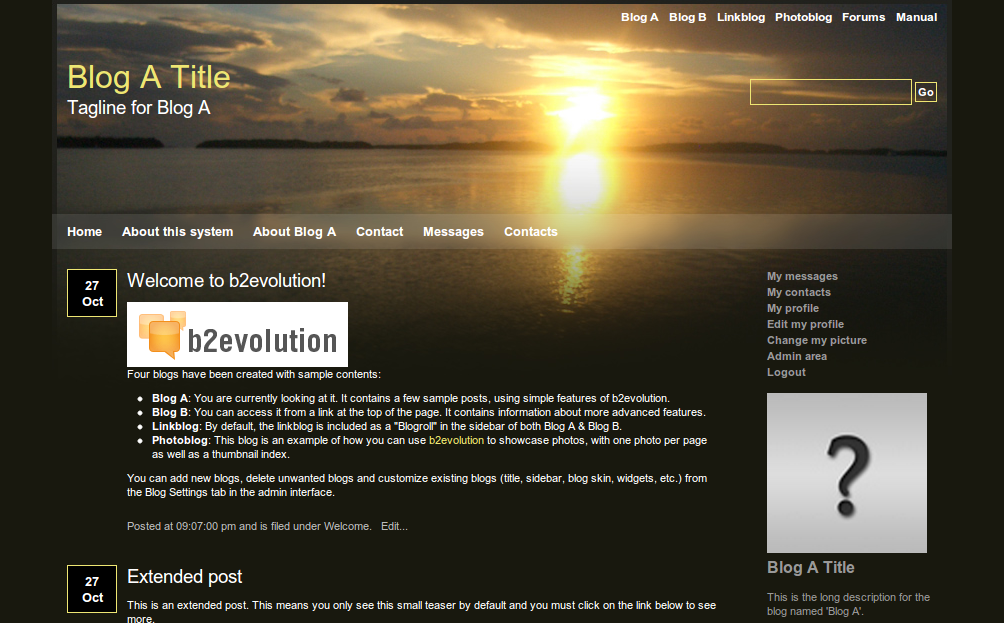 Blog A Blog B Linkblog Photoblog Forums Manual
Blog A Title
Tagline for Blog A
Go
Home About this system About Blog A Contact Messages Contacts
27
Oct
Welcome to b2evolution!
b2evolution
Four blogs have been created with sample contents:
Blog A: You are currently looking at it. It contains a few sample posts, using simple features of b2evolution.
Blog B: You can access it from a link at the top of the page. It contains information about more advanced features.
Linkblog: By default, the linkblog is included as a "Blogroll" in the sidebar of both Blog A & Blog B.
Photoblog: This blog is an example of how you can use b2evolution to showcase photos, with one photo per page
as well as a thumbnail index.
You can add new blogs, delete unwanted blogs and customize existing blogs (title, sidebar, blog skin, widgets, etc.) from
the Blog Settings tab in the admin interface.
Posted at 09:07:00 pm and is filed under Welcome. Edit...
27
Oct
Extended post
This is an extended post. This means you only see this small teaser by default and you must click on the link below to see
more.
My messages
My contacts
My profile
Edit my profile
Change my picture
Admin area
Logout
?
Blog A Title
This is the long description for the
blog named 'Blog A'.